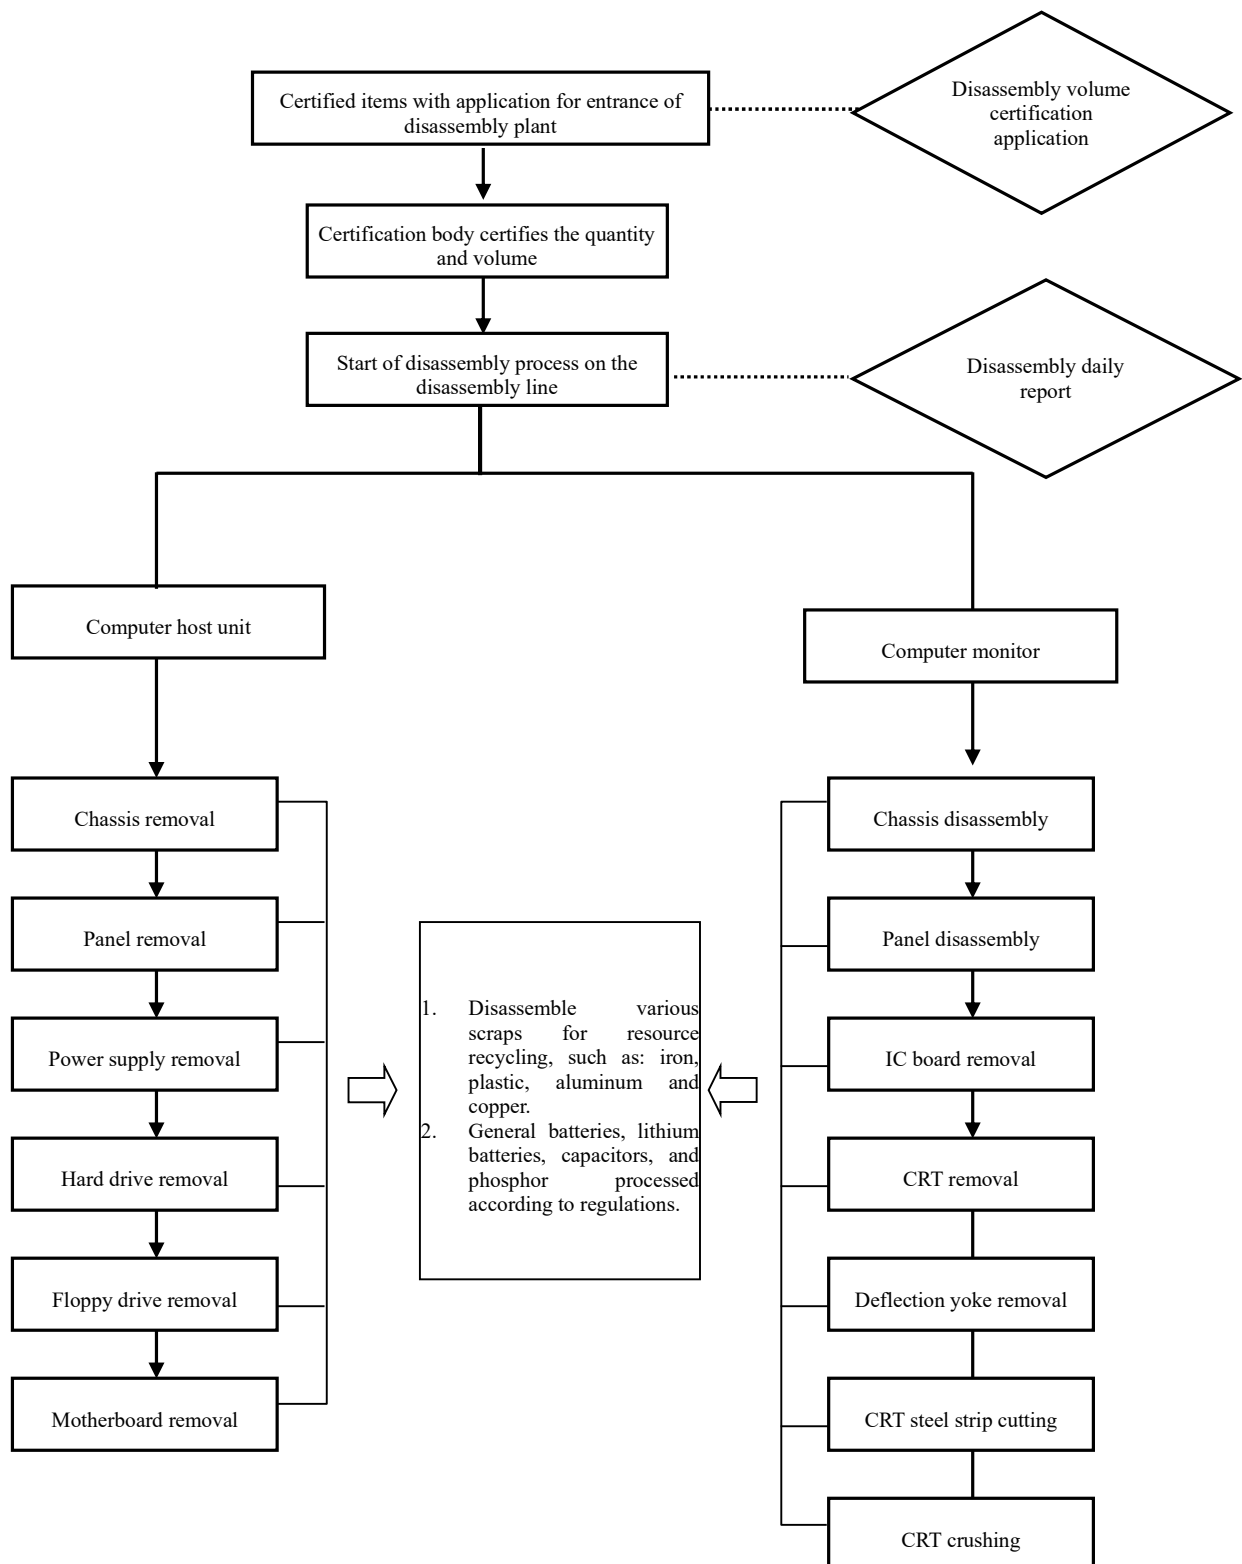 Certified items with application for entrance of
disassembly plant
Disassembly volume
certification
application
Certification body certifies the quantity
and volume
Start of disassembly process on the
disassembly line
Disassembly daily
report
Computer host unit
Computer monitor
Chassis removal
Panel removal
Power supply removal
Hard drive removal
Floppy drive removal
Motherboard removal
1. Disassemble various
scraps for resource
recycling, such as: iron,
plastic, aluminum and
copper.
2. General batteries, lithium
batteries, capacitors, and
phosphor processed
according to regulations.
Chassis disassembly
Panel disassembly
IC board removal
CRT removal
Deflection yoke removal
CRT steel strip cutting
CRT crushing